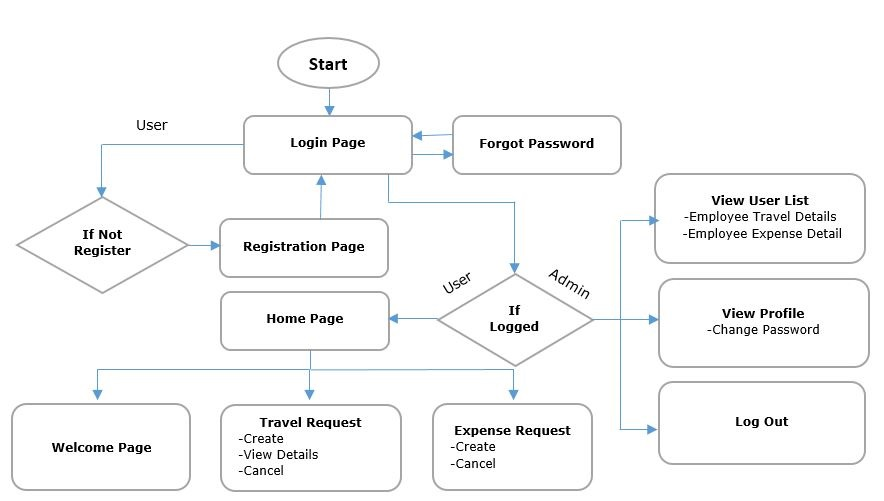 Start
User
Login Page
Forgot Password
If Not
Register
Registration Page
View User List
-Employee Travel Details
-Employee Expense Detail
User
Admin
If
Logged
Home Page
View Profile
-Change Password
Welcome Page
Travel Request
-Create
-View Details
-Cancel
Expense Request
-Create
-Cancel
Log Out